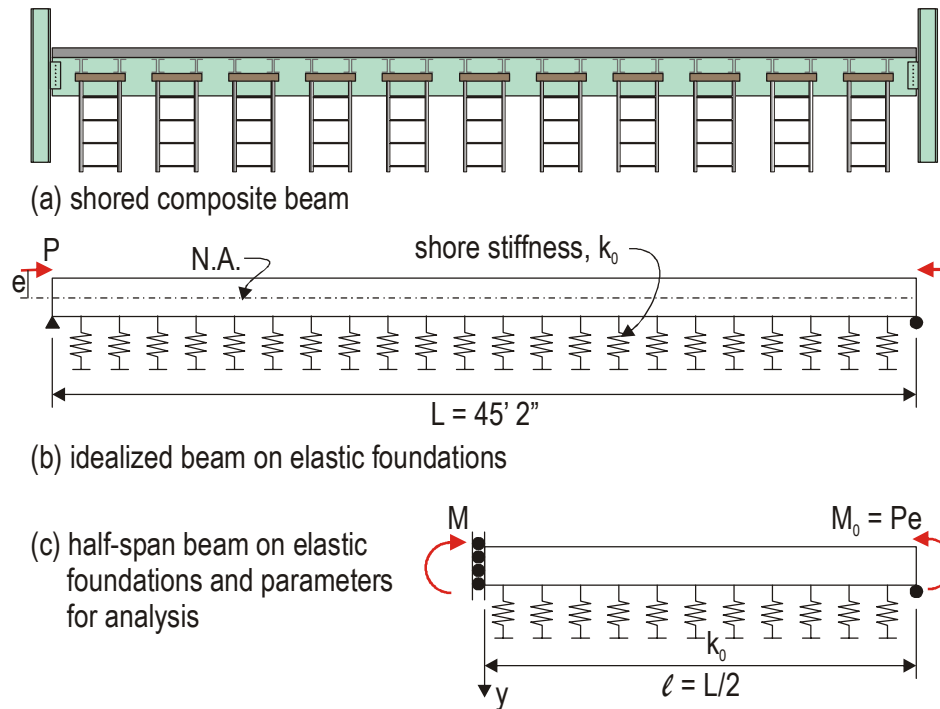 (a) shored composite beam
P
N.A.
shore stiffness, k₀
e
L = 45' 2"
(b) idealized beam on elastic foundations
(c) half-span beam on elastic
foundations and parameters
for analysis
M
M₀ = Pe
k₀
ℓ = L/2
y